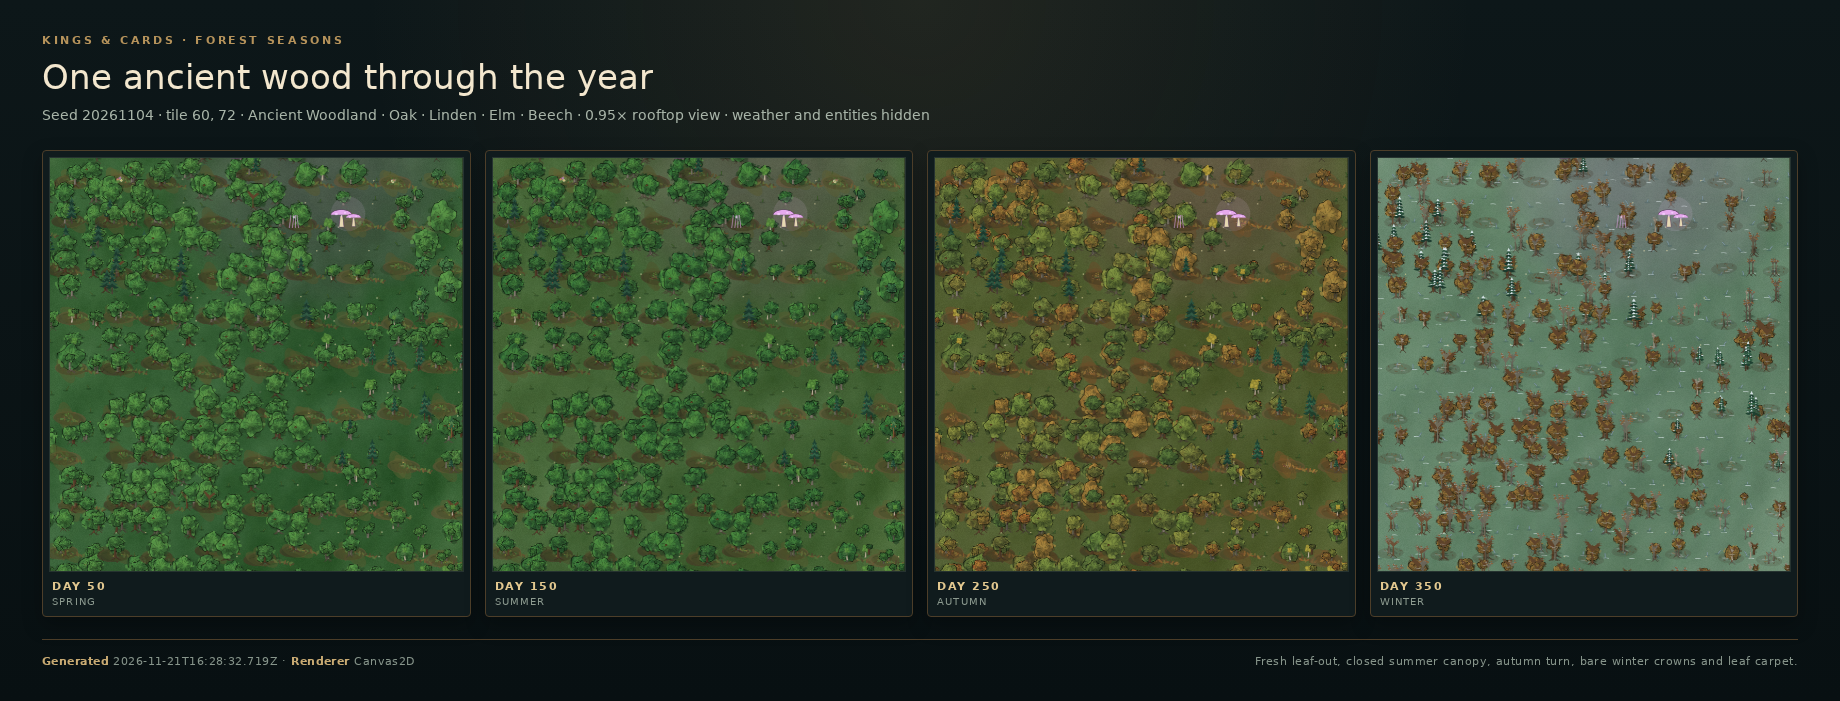 KINGS & CARDS · FOREST SEASONS
One ancient wood through the year
Seed 20261104 · tile 60, 72 · Ancient Woodland · Oak · Linden · Elm · Beech · 0.95× rooftop view · weather and entities hidden
DAY 50
SPRING
DAY 150
SUMMER
DAY 250
AUTUMN
DAY 350
WINTER
Generated 2026-11-21T16:28:32.719Z · Renderer Canvas2D
Fresh leaf-out, closed summer canopy, autumn turn, bare winter crowns and leaf carpet.